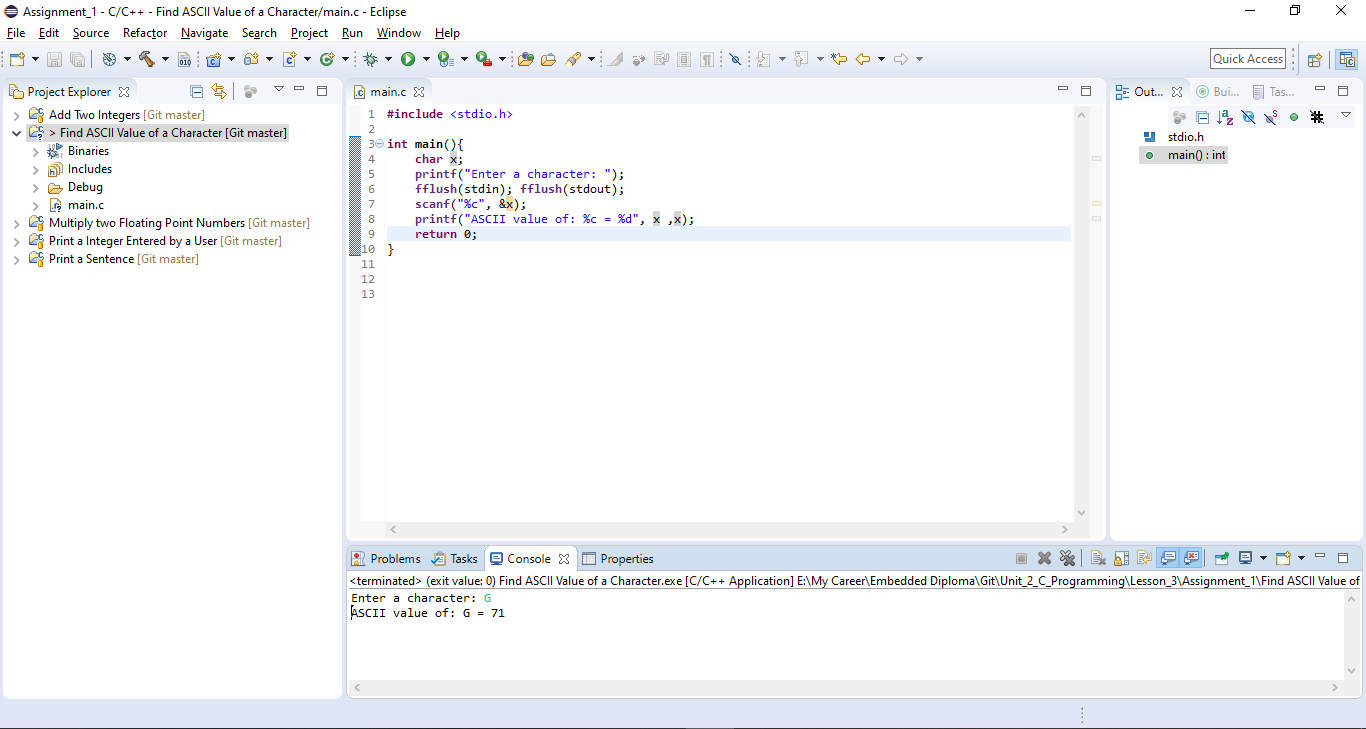 Assignment_1 - C/C++ - Find ASCII Value of a Character/main.c - Eclipse
File Edit Source Refactor Navigate Search Project Run Window Help
Quick Access
Project Explorer
Add Two Integers [Git master]
> Find ASCII Value of a Character [Git master]
Binaries
Includes
Debug
main.c
Multiply two Floating Point Numbers [Git master]
Print a Integer Entered by a User [Git master]
Print a Sentence [Git master]
main.c
1 #include <stdio.h>
2
3 int main(){
4 char x;
5 printf("Enter a character: ");
6 fflush(stdin); fflush(stdout);
7 scanf("%c", &x);
8 printf("ASCII value of: %c = %d", x ,x);
9 return 0;
10 }
11
12
13
Out... Bui... Tas...
stdio.h
main() : int
Problems Tasks Console Properties
<terminated> (exit value: 0) Find ASCII Value of a Character.exe [C/C++ Application] E:\My Career\Embedded Diploma\Git\Unit_2_C_Programming\Lesson_3\Assignment_1\Find ASCII Value of
Enter a character: G
ASCII value of: G = 71